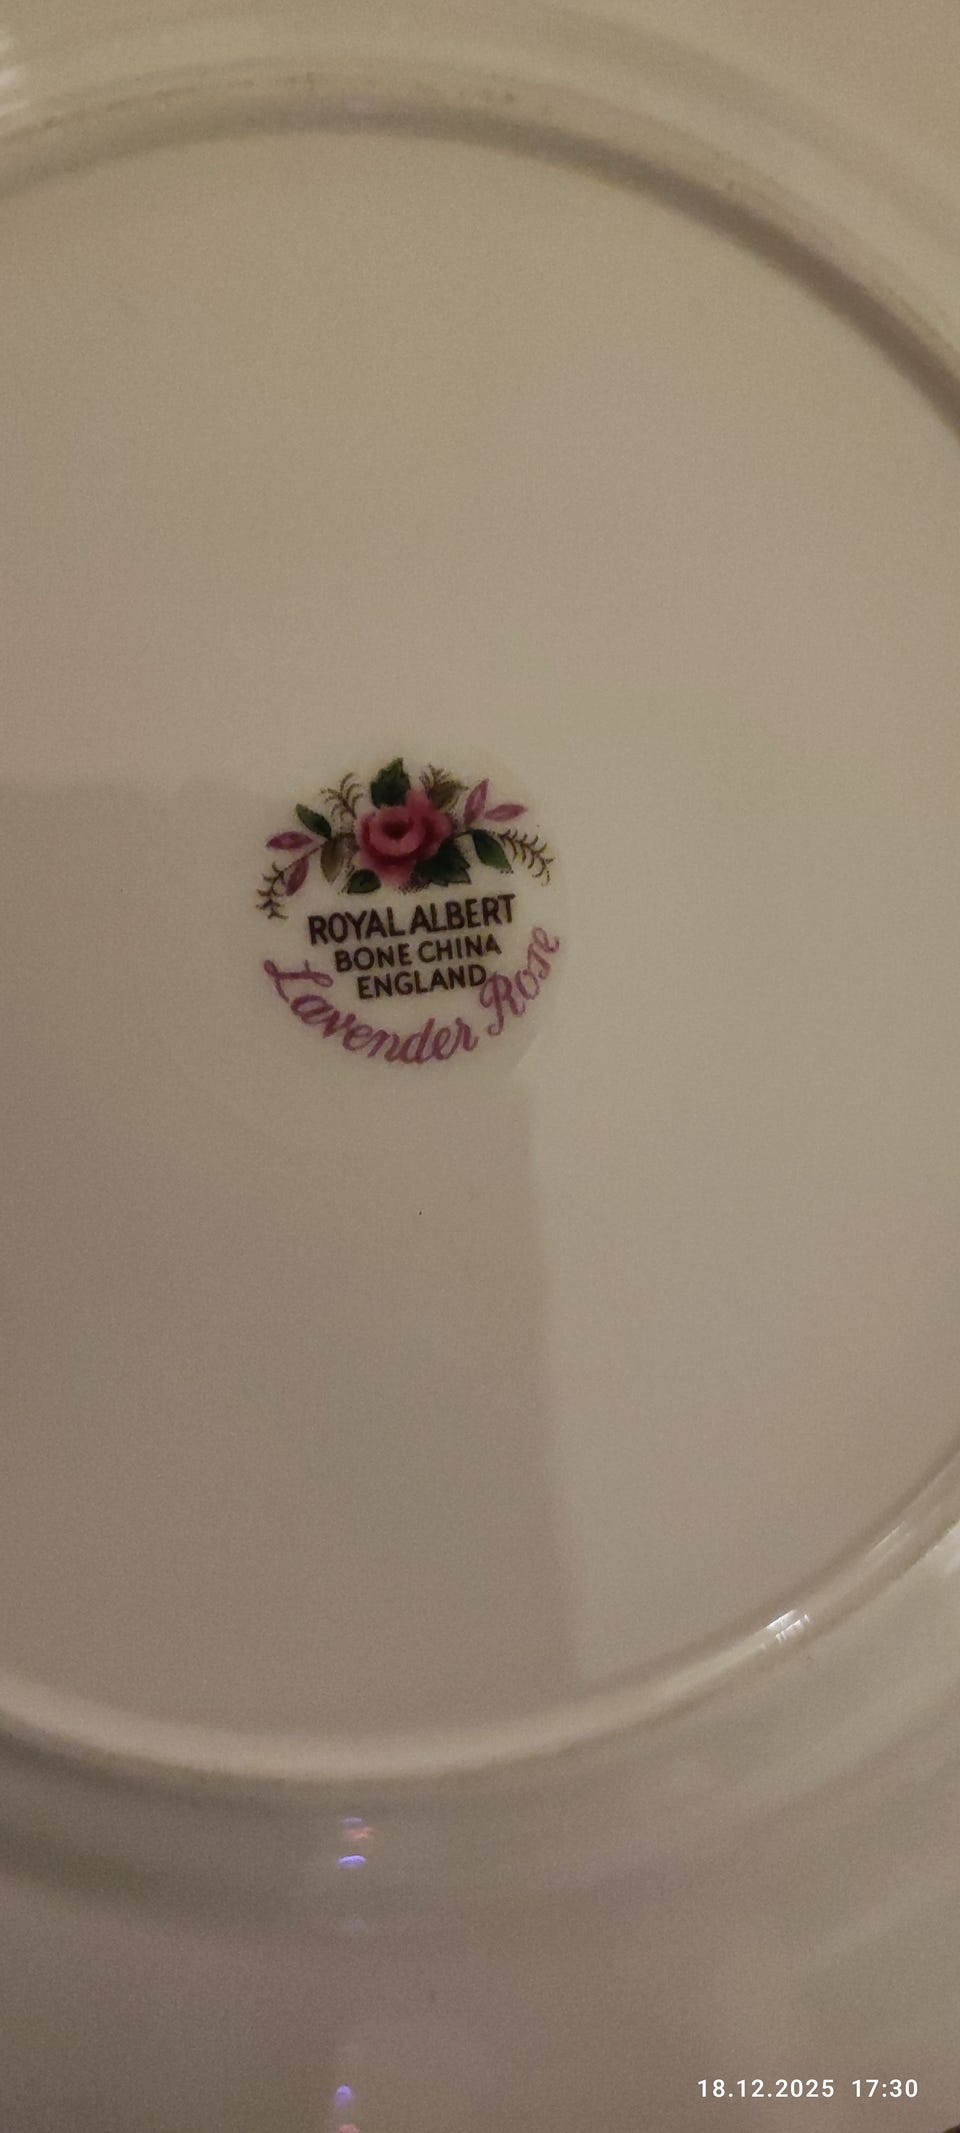 ROYAL ALBERT
BONE CHINA
ENGLAND
Lavender Rose
18.12.2025 17:30